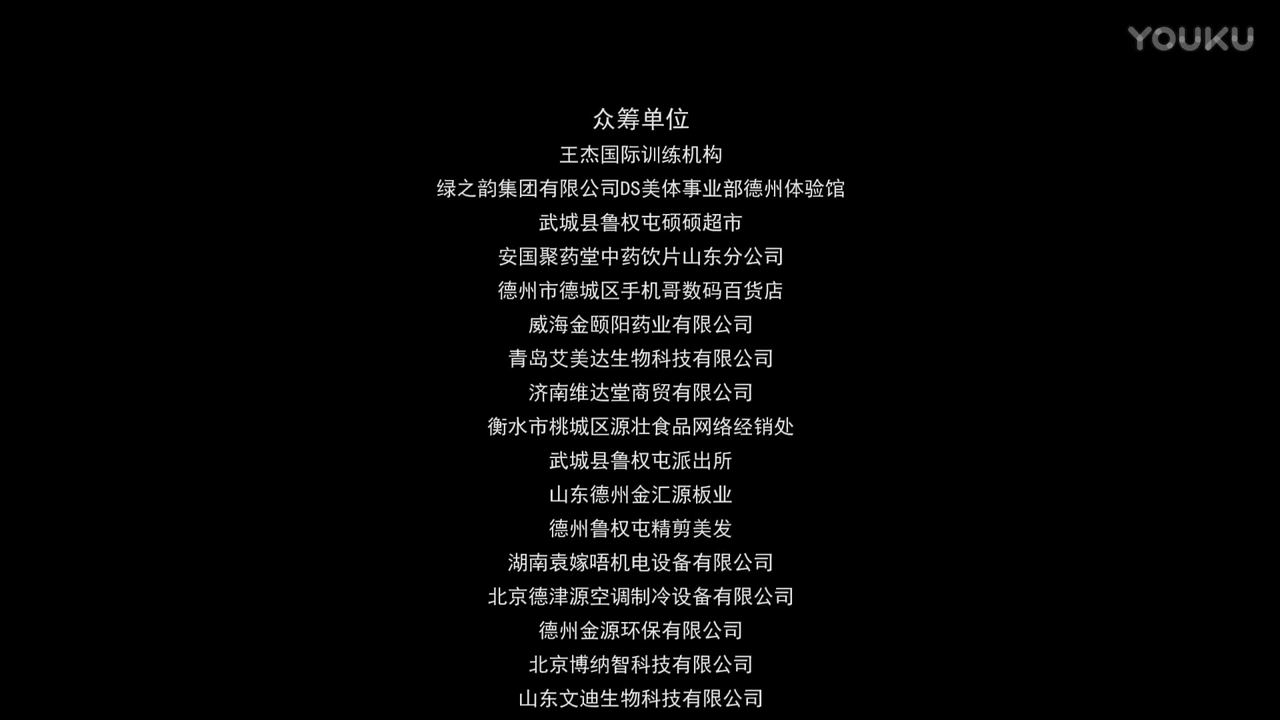 YOUKU
众筹单位
王杰国际训练机构
绿之韵集团有限公司DS美体事业部德州体验馆
武城县鲁权屯硕硕超市
安国聚药堂中药饮片山东分公司
德州市德城区手机哥数码百货店
威海金颐阳药业有限公司
青岛艾美达生物科技有限公司
济南维达堂商贸有限公司
衡水市桃城区源壮食品网络经销处
武城县鲁权屯派出所
山东德州金汇源板业
德州鲁权屯精剪美发
湖南袁嫁唔机电设备有限公司
北京德津源空调制冷设备有限公司
德州金源环保有限公司
北京博纳智科技有限公司
山东文迪生物科技有限公司